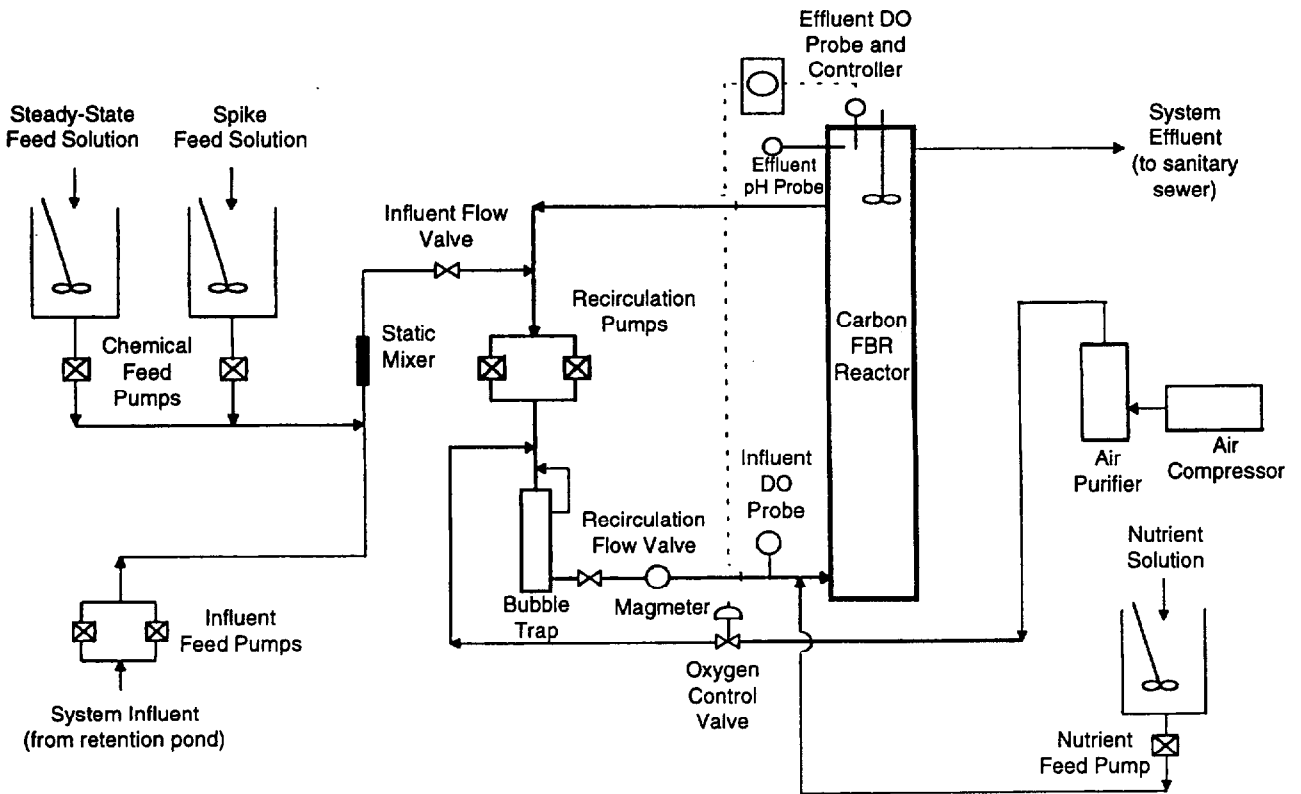 Effluent DO
Probe and
Controller
Steady-State
Feed Solution
Spike
Feed Solution
System
Effluent
(to sanitary
sewer)
Effluent
pH Probe
Influent Flow
Valve
Recirculation
Pumps
Chemical
Feed
Pumps
Static
Mixer
Carbon
FBR
Reactor
Air
Purifier
Air
Compressor
Influent
DO
Probe
Recirculation
Flow Valve
Nutrient
Solution
Bubble
Trap
Magmeter
Influent
Feed Pumps
Oxygen
Control
Valve
System Influent
(from retention pond)
Nutrient
Feed Pump